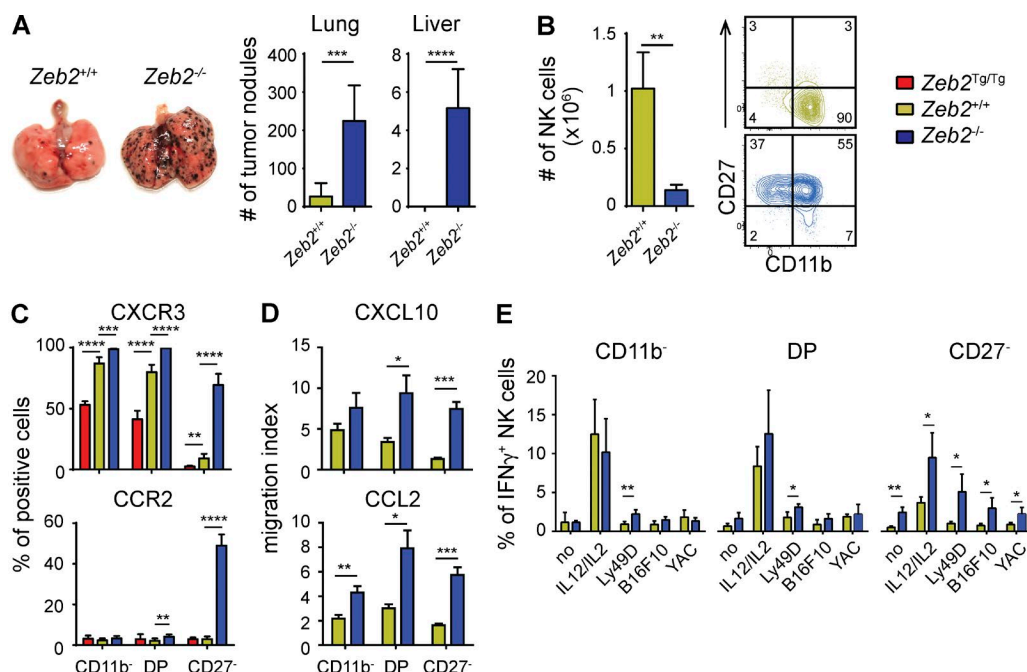 A
Zeb2+/+
Zeb2-/-
Lung
Liver
***
****
# of tumor nodules
400
300
200
100
0
8
6
4
2
0
Zeb2+/+
Zeb2-/-
Zeb2+/+
Zeb2-/-
B
**
# of NK cells
(x10⁶)
1.5
1
0.5
0
Zeb2+/+
Zeb2-/-
3
3
4
90
37
55
2
7
0
0
CD27
CD11b
Zeb2Tg/Tg
Zeb2+/+
Zeb2-/-
C
CXCR3
****
***
****
****
**
****
100
50
0
% of positive cells
CCR2
**
****
60
40
20
0
CD11b-
DP
CD27-
D
CXCL10
*
***
15
10
5
0
migration index
CCL2
**
*
***
10
8
6
4
2
0
CD11b-
DP
CD27-
E
CD11b-
DP
CD27-
% of IFNγ+ NK cells
20
15
10
5
0
**
*
**
*
*
*
*
no
IL12/IL2
Ly49D
B16F10
YAC
no
IL12/IL2
Ly49D
B16F10
YAC
no
IL12/IL2
Ly49D
B16F10
YAC